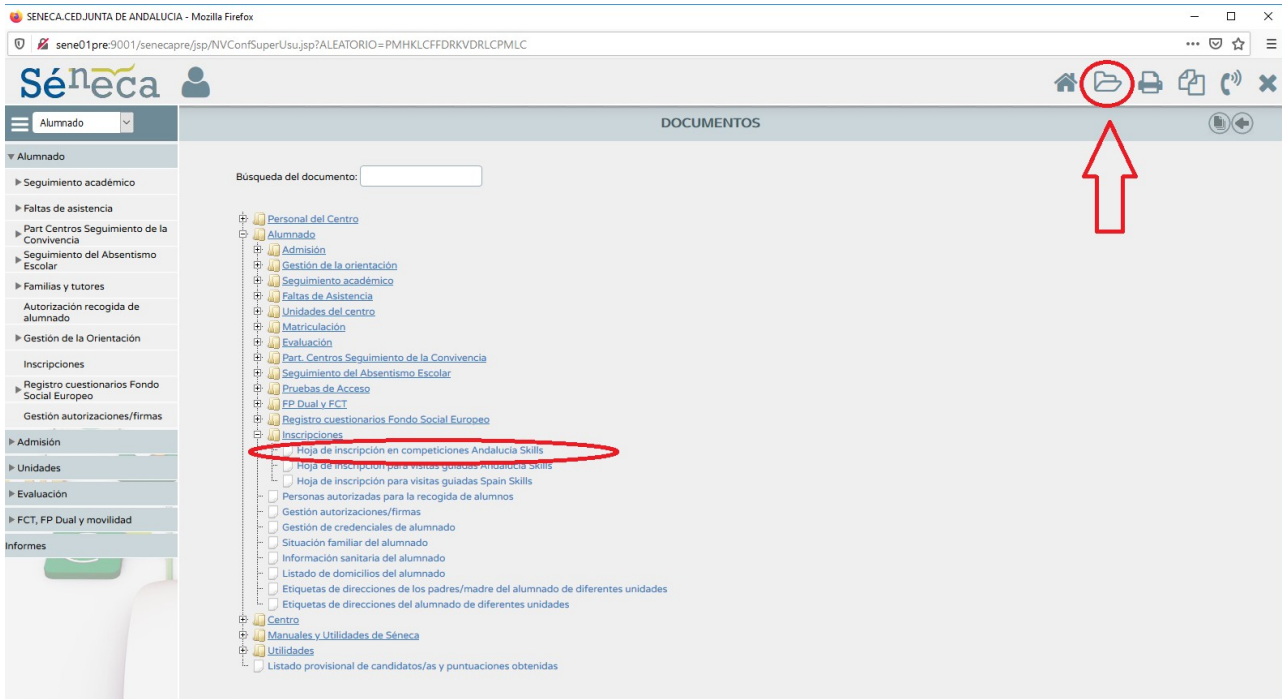 SENECA.CED.JUNTA DE ANDALUCIA - Mozilla Firefox
sene01pre:9001/senecapre/jsp/NVConfSuperUsu.jsp?ALEATORIO=PMHKLCFFDRKVDRLCPMLC
Séneca
Alumnado
DOCUMENTOS
Alumnado
Seguimiento académico
Faltas de asistencia
Part Centros Seguimiento de la
Convivencia
Seguimiento del Absentismo
Escolar
Familias y tutores
Autorización recogida de
alumnado
Gestión de la Orientación
Inscripciones
Registro cuestionarios Fondo
Social Europeo
Gestión autorizaciones/firmas
Admisión
Unidades
Evaluación
FCT, FP Dual y movilidad
Informes
Búsqueda del documento:
Personal del Centro
Alumnado
Admisión
Gestión de la orientación
Seguimiento académico
Faltas de Asistencia
Unidades del centro
Matriculación
Evaluación
Part. Centros Seguimiento de la Convivencia
Seguimiento del Absentismo Escolar
Pruebas de Acceso
FP Dual y FCT
Registro cuestionarios Fondo Social Europeo
Inscripciones
Hoja de inscripción en competiciones Andalucía Skills
Hoja de inscripción para visitas guiadas Andalucía Skills
Hoja de inscripción para visitas guiadas Spain Skills
Personas autorizadas para la recogida de alumnos
Gestión autorizaciones/firmas
Gestión de credenciales de alumnado
Situación familiar del alumnado
Información sanitaria del alumnado
Listado de domicilios del alumnado
Etiquetas de direcciones de los padres/madre del alumnado de diferentes unidades
Etiquetas de direcciones del alumnado de diferentes unidades
Centro
Manuales y Utilidades de Séneca
Utilidades
Listado provisional de candidatos/as y puntuaciones obtenidas